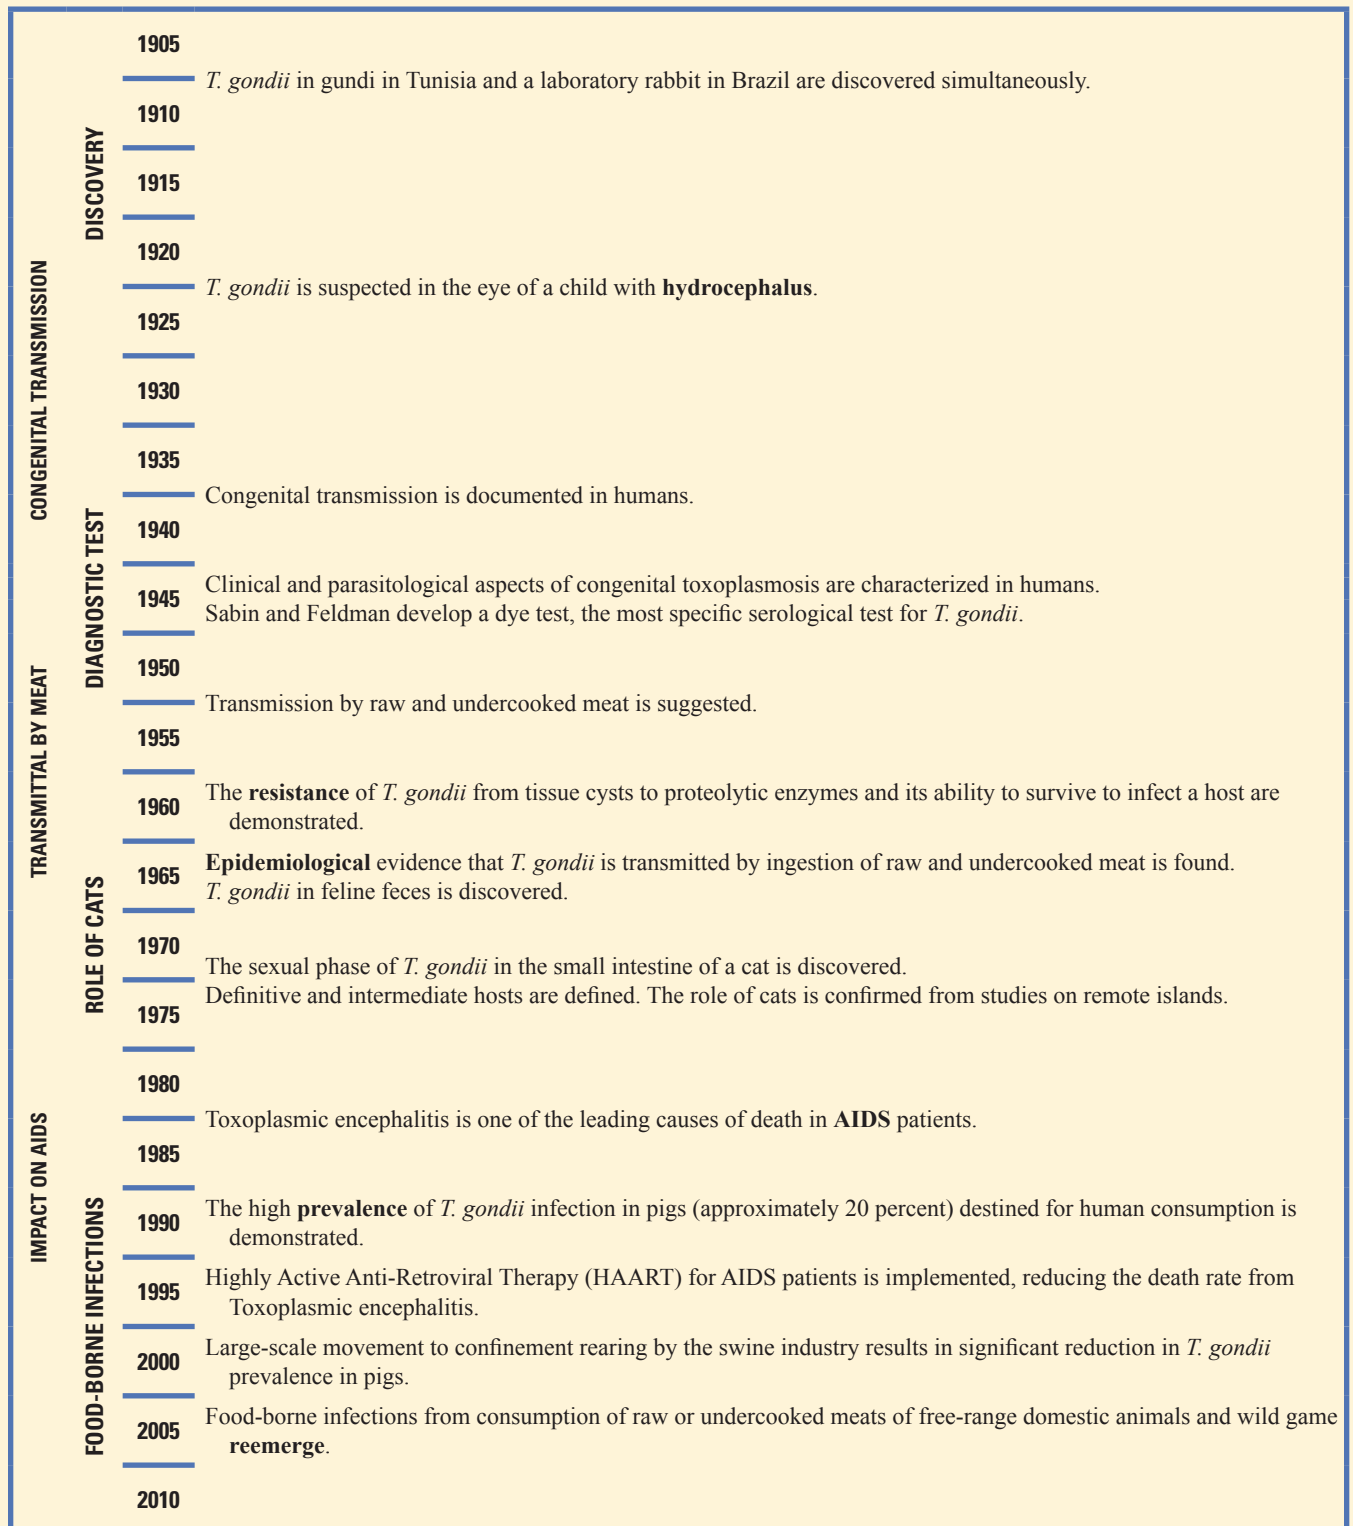 1905
T. gondii in gundi in Tunisia and a laboratory rabbit in Brazil are discovered simultaneously.
1910
DISCOVERY
1915
1920
T. gondii is suspected in the eye of a child with hydrocephalus.
1925
CONGENITAL TRANSMISSION
1930
1935
Congenital transmission is documented in humans.
1940
DIAGNOSTIC TEST
Clinical and parasitological aspects of congenital toxoplasmosis are characterized in humans.
1945
Sabin and Feldman develop a dye test, the most specific serological test for T. gondii.
1950
Transmission by raw and undercooked meat is suggested.
1955
TRANSMITTAL BY MEAT
The resistance of T. gondii from tissue cysts to proteolytic enzymes and its ability to survive to infect a host are
1960
demonstrated.
Epidemiological evidence that T. gondii is transmitted by ingestion of raw and undercooked meat is found.
1965
T. gondii in feline feces is discovered.
ROLE OF CATS
1970
The sexual phase of T. gondii in the small intestine of a cat is discovered.
Definitive and intermediate hosts are defined. The role of cats is confirmed from studies on remote islands.
1975
1980
Toxoplasmic encephalitis is one of the leading causes of death in AIDS patients.
1985
IMPACT ON AIDS
The high prevalence of T. gondii infection in pigs (approximately 20 percent) destined for human consumption is
1990
demonstrated.
FOOD-BORNE INFECTIONS
Highly Active Anti-Retroviral Therapy (HAART) for AIDS patients is implemented, reducing the death rate from
1995
Toxoplasmic encephalitis.
Large-scale movement to confinement rearing by the swine industry results in significant reduction in T. gondii
2000
prevalence in pigs.
Food-borne infections from consumption of raw or undercooked meats of free-range domestic animals and wild game
2005
reemerge.
2010